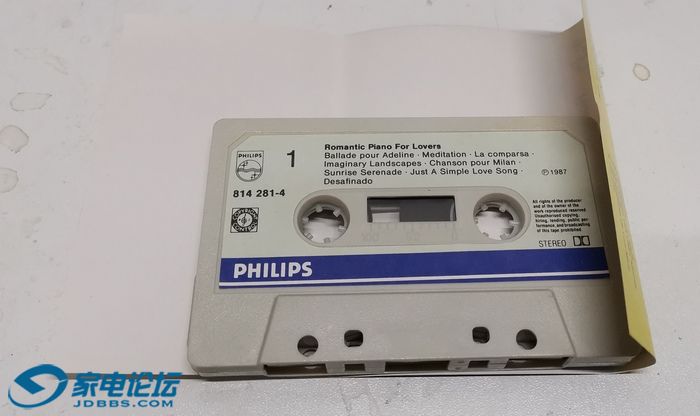 PHILIPS
1
Romantic Piano For Lovers
Ballade pour Adeline · Meditation · La comparsa ·
Imaginary Landscapes · Chanson pour Milan ·
Sunrise Serenade · Just A Simple Love Song ·
Desafinado
℗ 1987
814 281-4
All rights of the producer
and of the owner of the
work reproduced reserved
Unauthorised copying,
hiring, lending, public per-
formance, and broadcasting
of this tape prohibited
STEREO
100
PHILIPS
家电论坛
JDBBS.COM